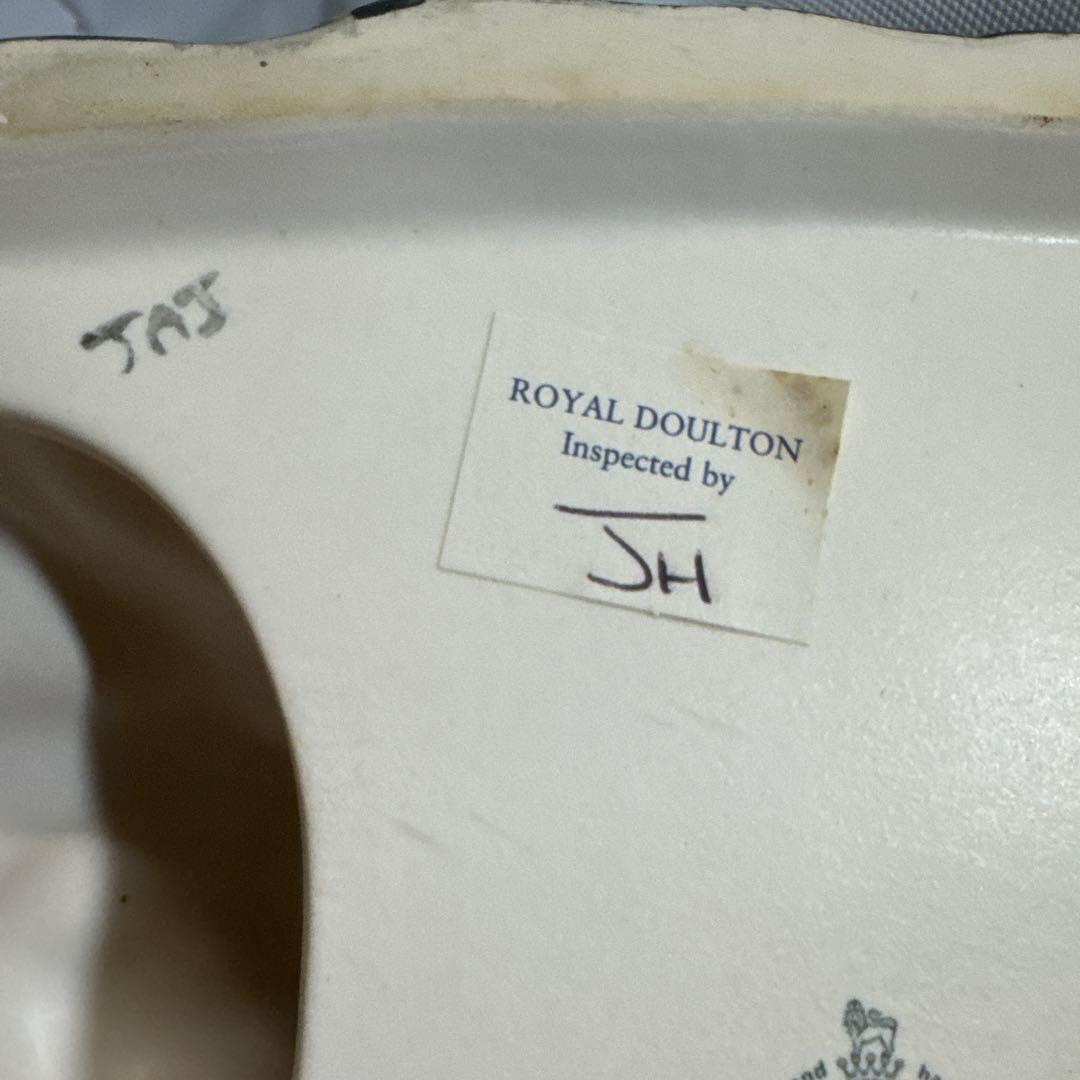 JAJ
ROYAL DOULTON
Inspected by
JH